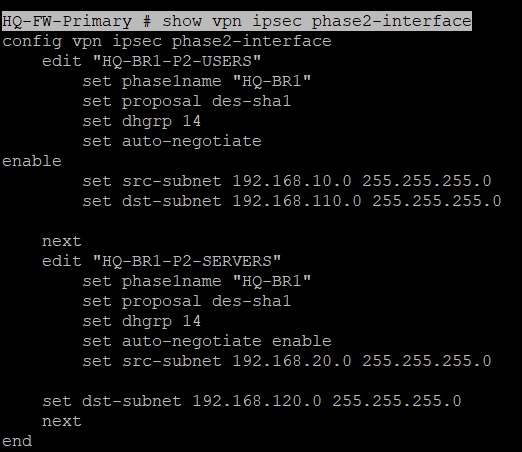 HQ-FW-Primary # show vpn ipsec phase2-interface
config vpn ipsec phase2-interface
    edit "HQ-BR1-P2-USERS"
        set phase1name "HQ-BR1"
        set proposal des-sha1
        set dhgrp 14
        set auto-negotiate
enable
        set src-subnet 192.168.10.0 255.255.255.0
        set dst-subnet 192.168.110.0 255.255.255.0
    next
    edit "HQ-BR1-P2-SERVERS"
        set phase1name "HQ-BR1"
        set proposal des-sha1
        set dhgrp 14
        set auto-negotiate enable
        set src-subnet 192.168.20.0 255.255.255.0
    set dst-subnet 192.168.120.0 255.255.255.0
    next
end